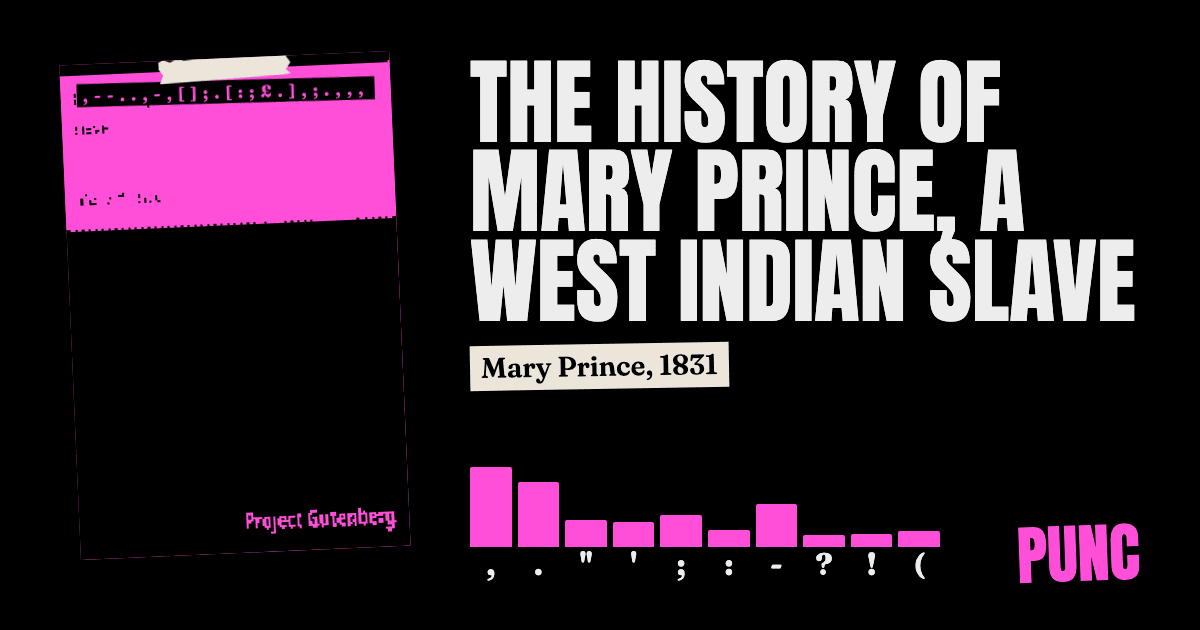 ,--..,-,[];.[:;£.],;.,,,
Project Gutenberg
THE HISTORY OF
MARY PRINCE, A
WEST INDIAN SLAVE
Mary Prince, 1831
, . " ' ; : - ? ! (
PUNC